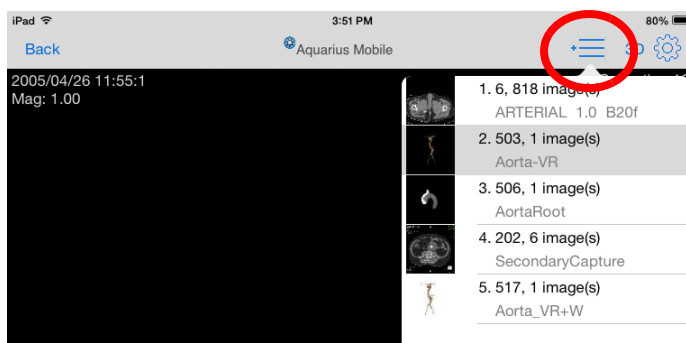 iPad 3:51 PM 80%
Back Aquarius Mobile 3D
2005/04/26 11:55:1
Mag: 1.00
1. 6, 818 image(s)
ARTERIAL 1.0 B20f
2. 503, 1 image(s)
Aorta-VR
3. 506, 1 image(s)
AortaRoot
4. 202, 6 image(s)
SecondaryCapture
5. 517, 1 image(s)
Aorta_VR+W